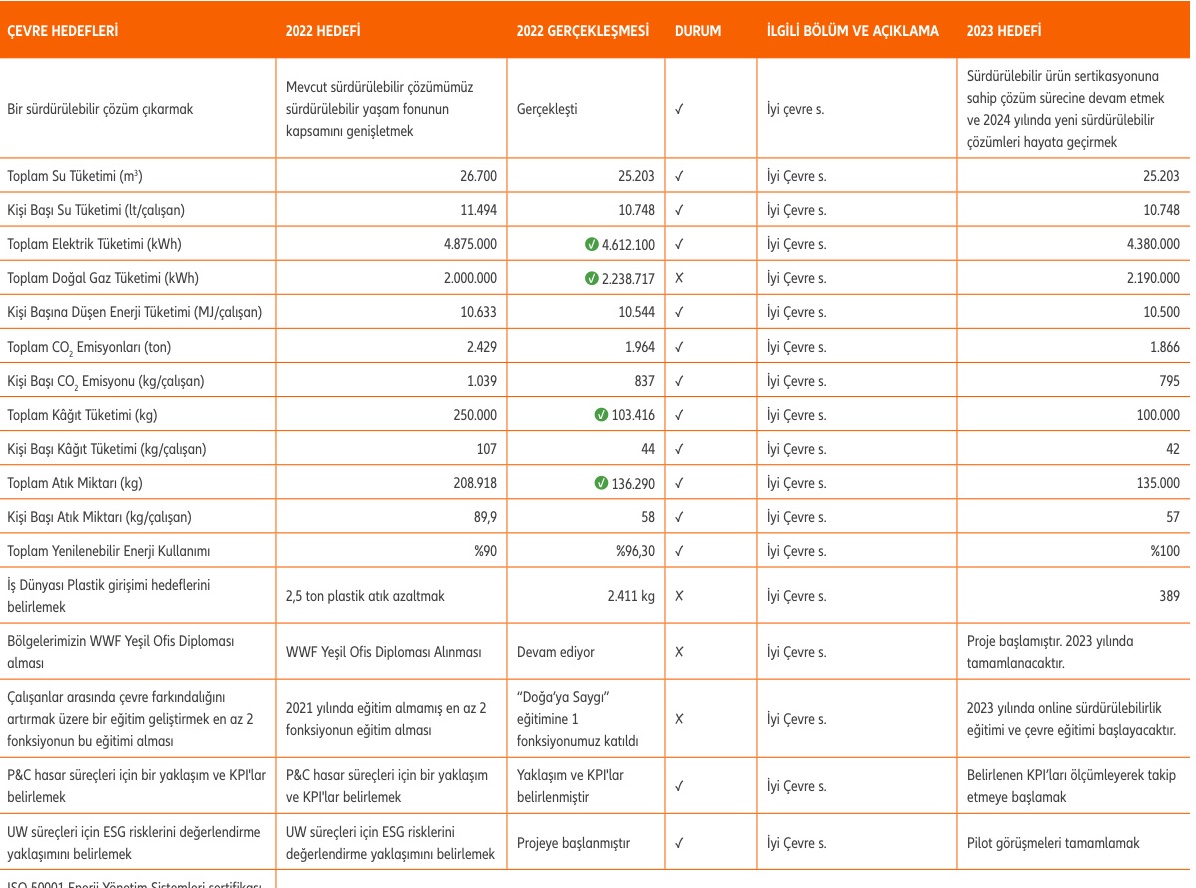 ÇEVRE HEDEFLERİ 2022 HEDEFİ 2022 GERÇEKLEŞMESİ DURUM İLGİLİ BÖLÜM VE AÇIKLAMA 2023 HEDEFİ
Bir sürdürülebilir çözüm çıkarmak
Mevcut sürdürülebilir çözümümüz
sürdürülebilir yaşam fonunun
kapsamını genişletmek
Gerçekleşti
✓
İyi çevre s.
Sürdürülebilir ürün sertikasyonuna
sahip çözüm sürecine devam etmek
ve 2024 yılında yeni sürdürülebilir
çözümleri hayata geçirmek
Toplam Su Tüketimi (m³) 26.700 25.203 ✓ İyi Çevre s. 25.203
Kişi Başı Su Tüketimi (lt/çalışan) 11.494 10.748 ✓ İyi Çevre s. 10.748
Toplam Elektrik Tüketimi (kWh) 4.875.000 ✓ 4.612.100 ✓ İyi Çevre s. 4.380.000
Toplam Doğal Gaz Tüketimi (kWh) 2.000.000 ✓ 2.238.717 X İyi Çevre s. 2.190.000
Kişi Başına Düşen Enerji Tüketimi (MJ/çalışan) 10.633 10.544 ✓ İyi Çevre s. 10.500
Toplam CO₂ Emisyonları (ton) 2.429 1.964 ✓ İyi Çevre s. 1.866
Kişi Başı CO₂ Emisyonu (kg/çalışan) 1.039 837 ✓ İyi Çevre s. 795
Toplam Kâğıt Tüketimi (kg) 250.000 ✓ 103.416 ✓ İyi Çevre s. 100.000
Kişi Başı Kâğıt Tüketimi (kg/çalışan) 107 44 ✓ İyi Çevre s. 42
Toplam Atık Miktarı (kg) 208.918 ✓ 136.290 ✓ İyi Çevre s. 135.000
Kişi Başı Atık Miktarı (kg/çalışan) 89,9 58 ✓ İyi Çevre s. 57
Toplam Yenilenebilir Enerji Kullanımı %90 %96,30 ✓ İyi Çevre s. %100
İş Dünyası Plastik girişimi hedeflerini
belirlemek
2,5 ton plastik atık azaltmak
2.411 kg
X
İyi Çevre s.
389
Bölgelerimizin WWF Yeşil Ofis Diploması
alması
WWF Yeşil Ofis Diploması Alınması
Devam ediyor
X
İyi Çevre s.
Proje başlamıştır. 2023 yılında
tamamlanacaktır.
Çalışanlar arasında çevre farkındalığını
artırmak üzere bir eğitim geliştirmek en az 2
fonksiyonun bu eğitimi alması
2021 yılında eğitim almamış en az 2
fonksiyonun eğitim alması
“Doğa’ya Saygı”
eğitimine 1
fonksiyonumuz katıldı
X
İyi Çevre s.
2023 yılında online sürdürülebilirlik
eğitimi ve çevre eğitimi başlayacaktır.
P&C hasar süreçleri için bir yaklaşım ve KPI'lar
belirlemek
P&C hasar süreçleri için bir yaklaşım
ve KPI'lar belirlemek
Yaklaşım ve KPI'lar
belirlenmiştir
✓
İyi Çevre s.
Belirlenen KPI’ları ölçümleyerek takip
etmeye başlamak
UW süreçleri için ESG risklerini değerlendirme
yaklaşımını belirlemek
UW süreçleri için ESG risklerini
değerlendirme yaklaşımını belirlemek
Projeye başlanmıştır
✓
İyi Çevre s.
Pilot görüşmeleri tamamlamak
ISO 50001 Enerji Yönetim Sistemleri sertifikası